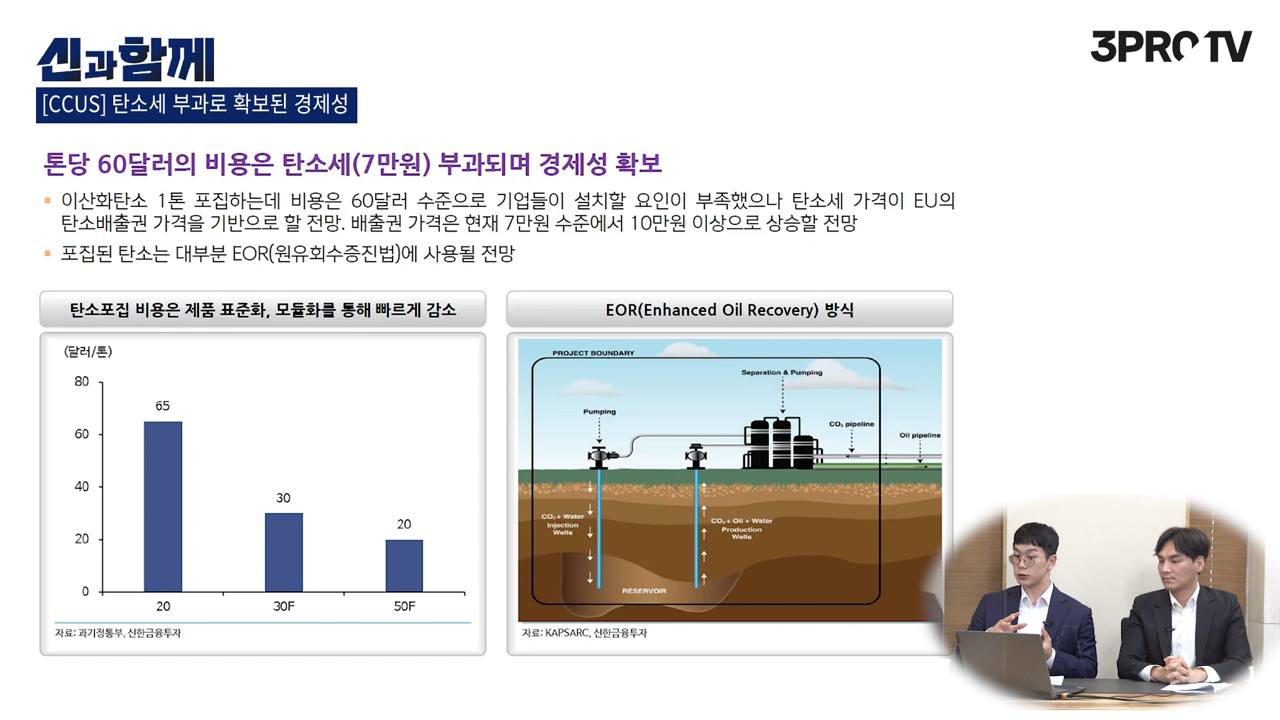 신과함께
3PRO TV
[CCUS] 탄소세 부과로 확보된 경제성
톤당 60달러의 비용은 탄소세(7만원) 부과되며 경제성 확보
▪ 이산화탄소 1톤 포집하는데 비용은 60달러 수준으로 기업들이 설치할 요인이 부족했으나 탄소세 가격이 EU의
탄소배출권 가격을 기반으로 할 전망. 배출권 가격은 현재 7만원 수준에서 10만원 이상으로 상승할 전망
▪ 포집된 탄소는 대부분 EOR(원유회수증진법)에 사용될 전망
탄소포집 비용은 제품 표준화, 모듈화를 통해 빠르게 감소
(달러/톤)
80
60
40
20
0
65
30
20
20
30F
50F
자료: 과기정통부, 신한금융투자
EOR(Enhanced Oil Recovery) 방식
PROJECT BOUNDARY
Separation & Pumping
Pumping
CO₂ pipeline
Oil pipeline
CO₂ + Water
Injection
Wells
CO₂ + Oil + Water
Production
Wells
RESERVOIR
자료: KAPSARC, 신한금융투자